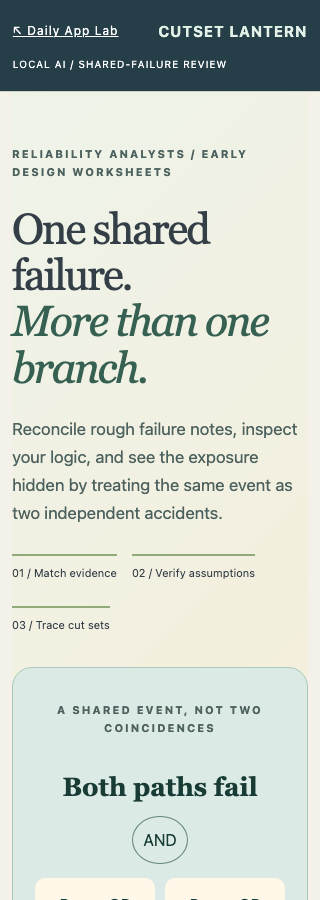 ↖ Daily App Lab
CUTSET LANTERN
LOCAL AI / SHARED-FAILURE REVIEW
RELIABILITY ANALYSTS / EARLY
DESIGN WORKSHEETS
One shared
failure.
More than one
branch.
Reconcile rough failure notes, inspect
your logic, and see the exposure
hidden by treating the same event as
two independent accidents.
01 / Match evidence
02 / Verify assumptions
03 / Trace cut sets
A SHARED EVENT, NOT TWO
COINCIDENCES
Both paths fail
AND